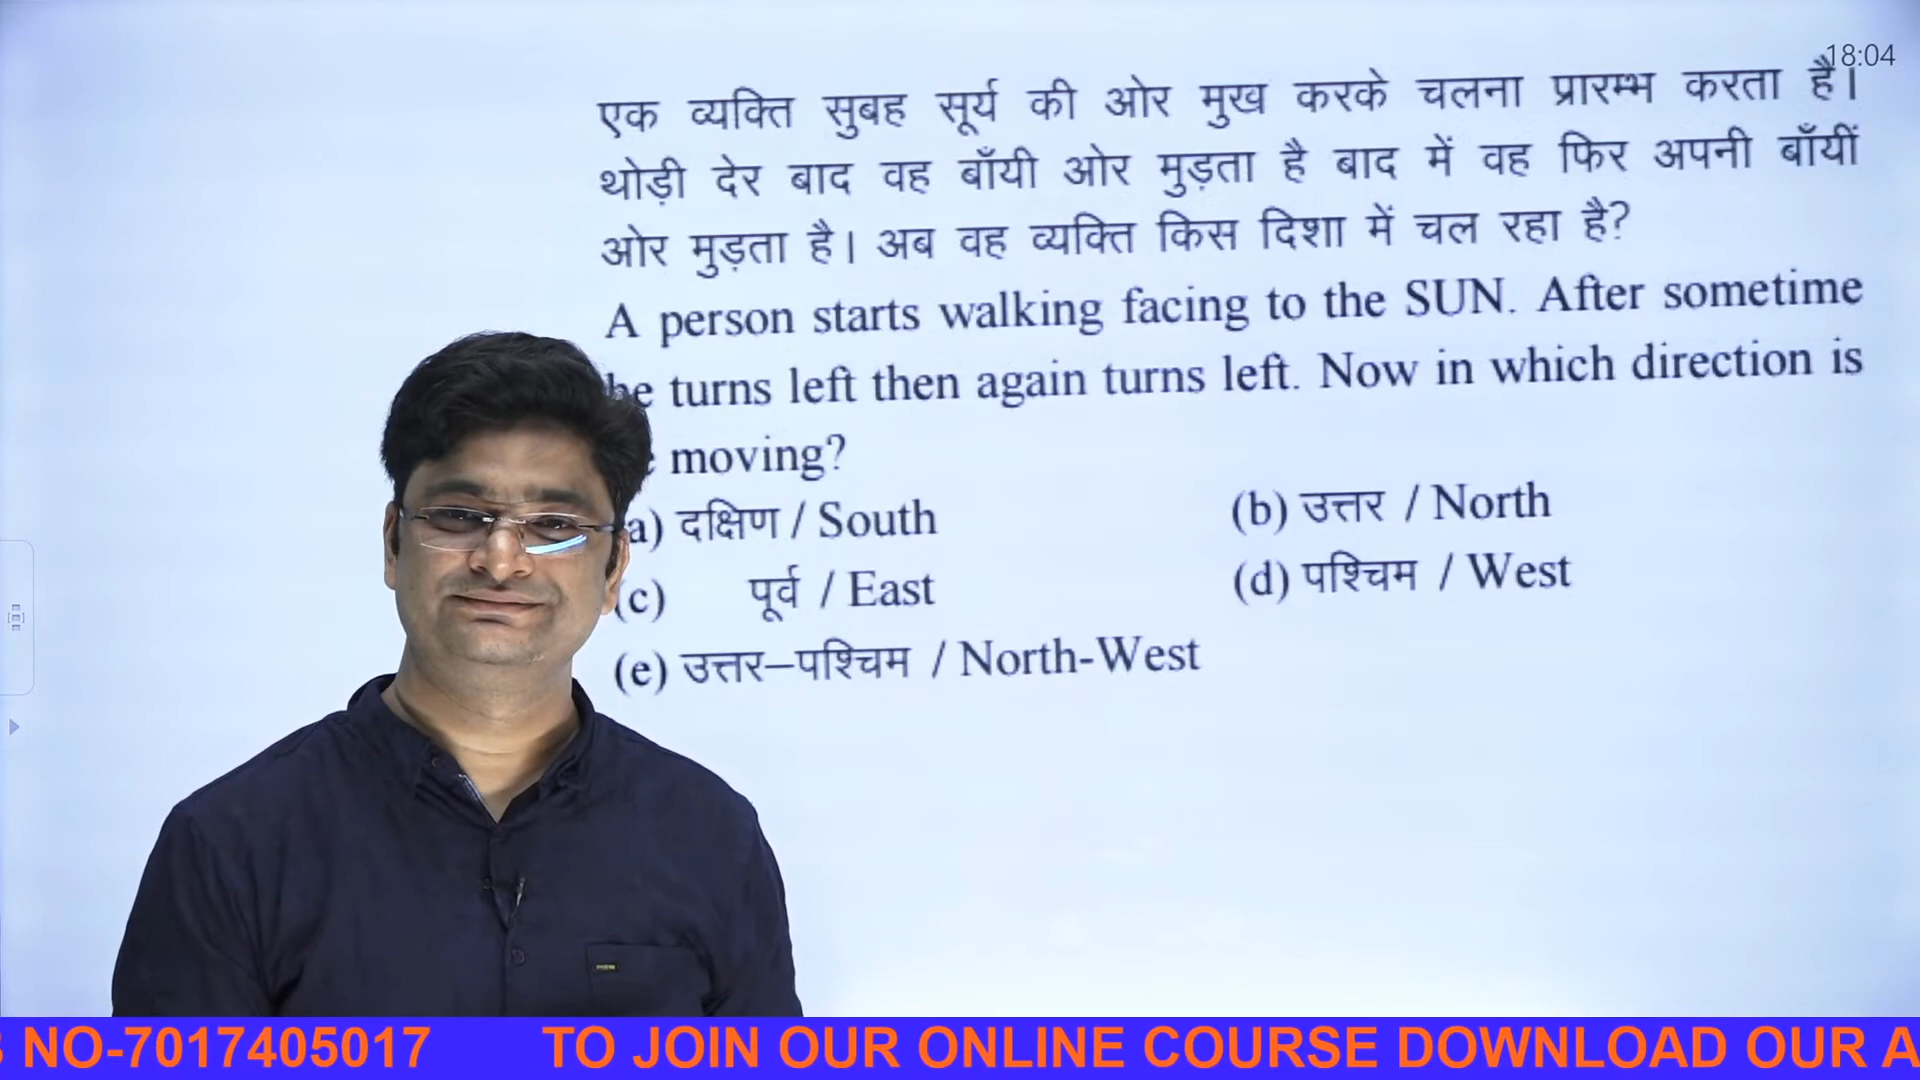 18:04
एक व्यक्ति सुबह सूर्य की ओर मुख करके चलना प्रारम्भ करता है।
थोड़ी देर बाद वह बाँयी ओर मुड़ता है बाद में वह फिर अपनी बाँयीं
ओर मुड़ता है। अब वह व्यक्ति किस दिशा में चल रहा है?
A person starts walking facing to the SUN. After sometime
he turns left then again turns left. Now in which direction is
moving?
a) दक्षिण / South (b) उत्तर / North
(c) पूर्व / East (d) पश्चिम / West
(e) उत्तर–पश्चिम / North-West
NO-7017405017 TO JOIN OUR ONLINE COURSE DOWNLOAD OUR A